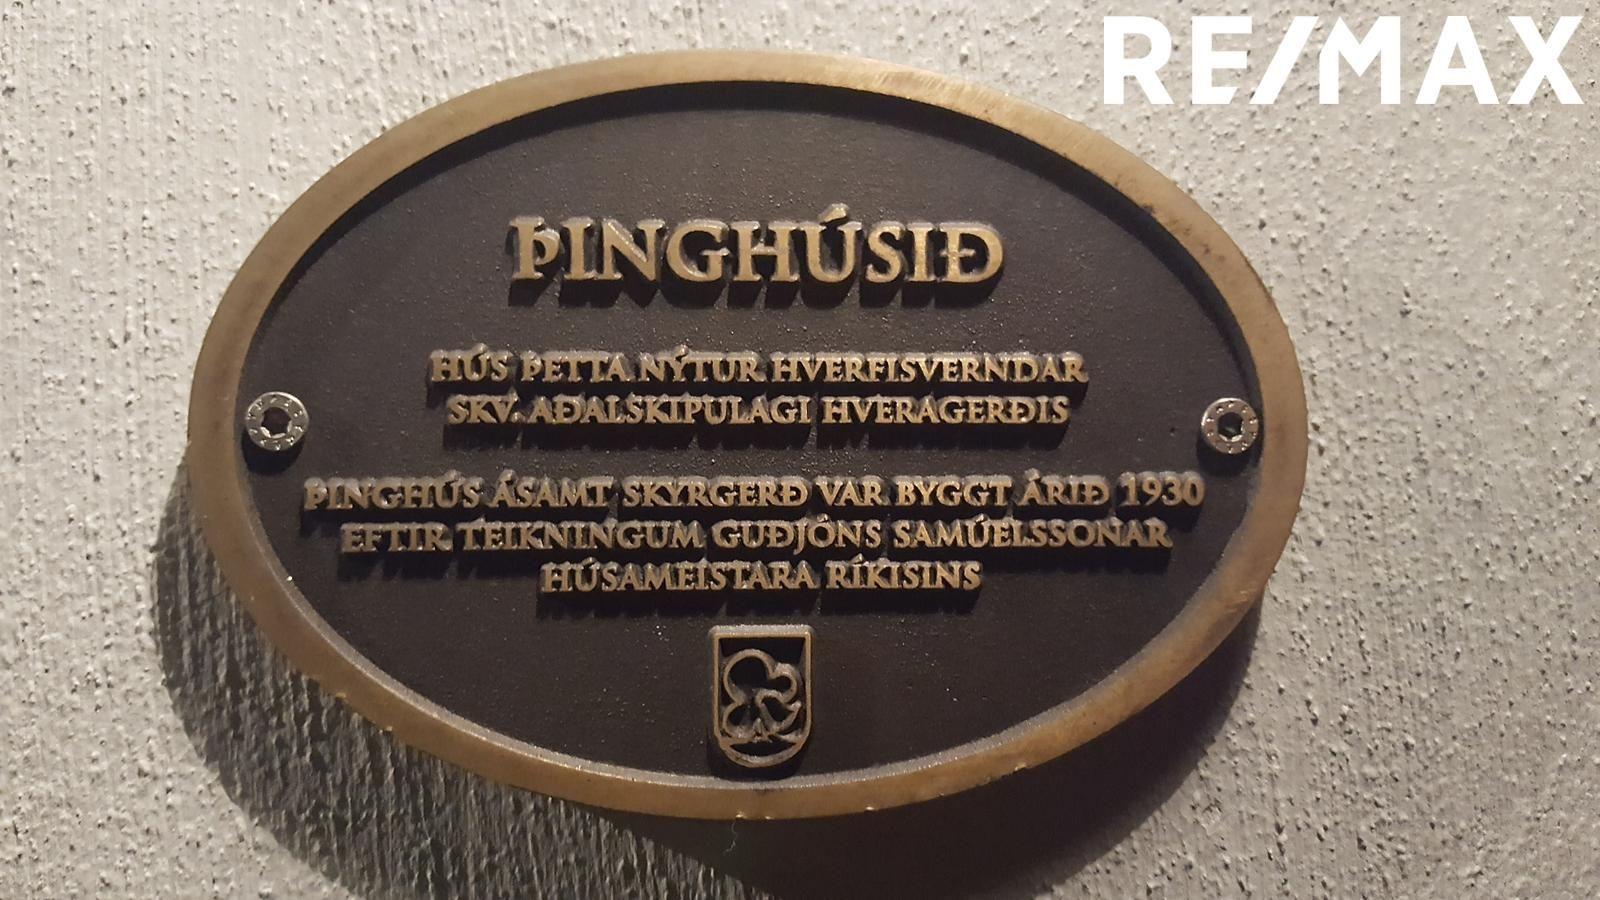 RE/MAX
ÞINGHÚSIÐ
HÚS ÞETTA NÝTUR HVERFISVERNDAR
SKV. AÐALSKIPULAGI HVERAGERÐIS
ÞINGHÚS ÁSAMT SKYRGERÐ VAR BYGGT ÁRIÐ 1930
EFTIR TEIKNINGUM GUÐJÓNS SAMÚELSSONAR
HÚSAMEISTARA RÍKISINS